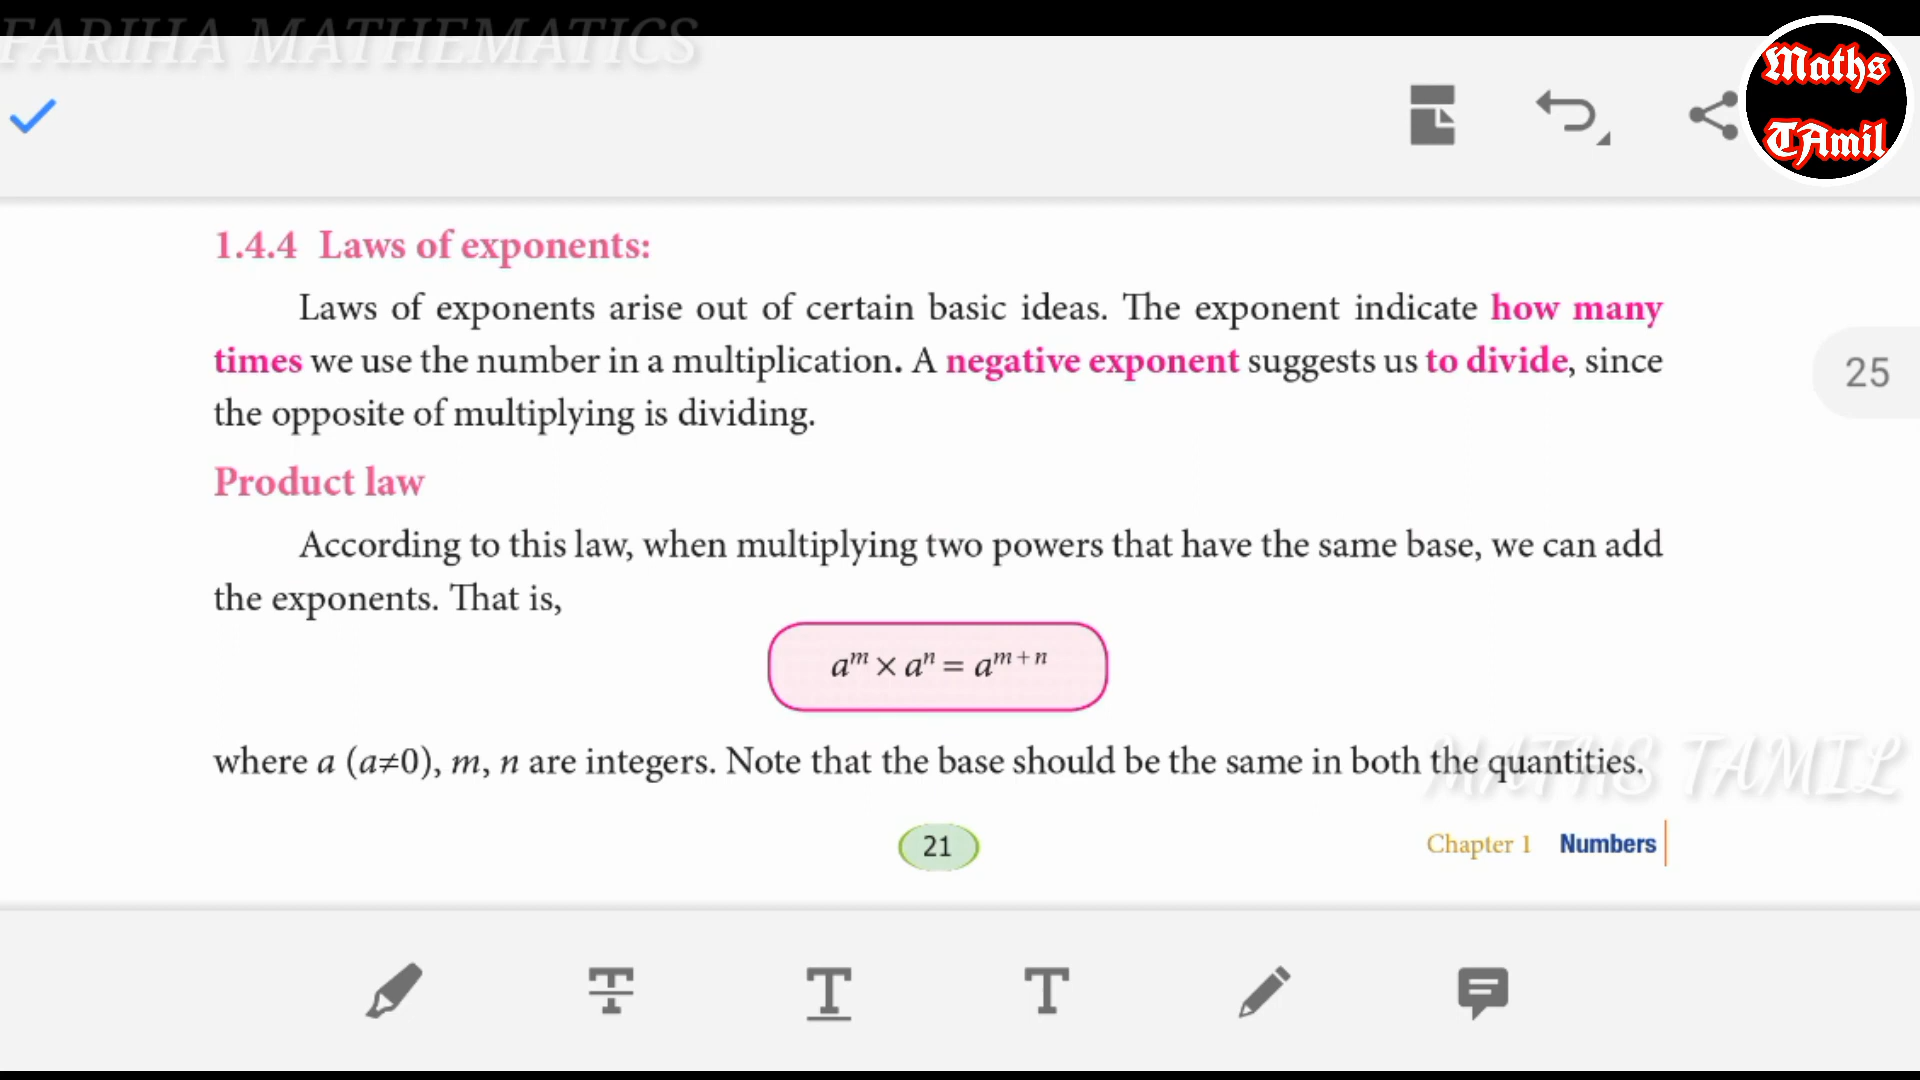 FARIHA MATHEMATICS
Maths
TAmil
1.4.4 Laws of exponents:
Laws of exponents arise out of certain basic ideas. The exponent indicate how many
times we use the number in a multiplication. A negative exponent suggests us to divide, since
the opposite of multiplying is dividing.
25
Product law
According to this law, when multiplying two powers that have the same base, we can add
the exponents. That is,
aᵐ × aⁿ = aᵐ⁺ⁿ
where a (a≠0), m, n are integers. Note that the base should be the same in both the quantities.
MATHS TAMIL
21
Chapter 1 Numbers